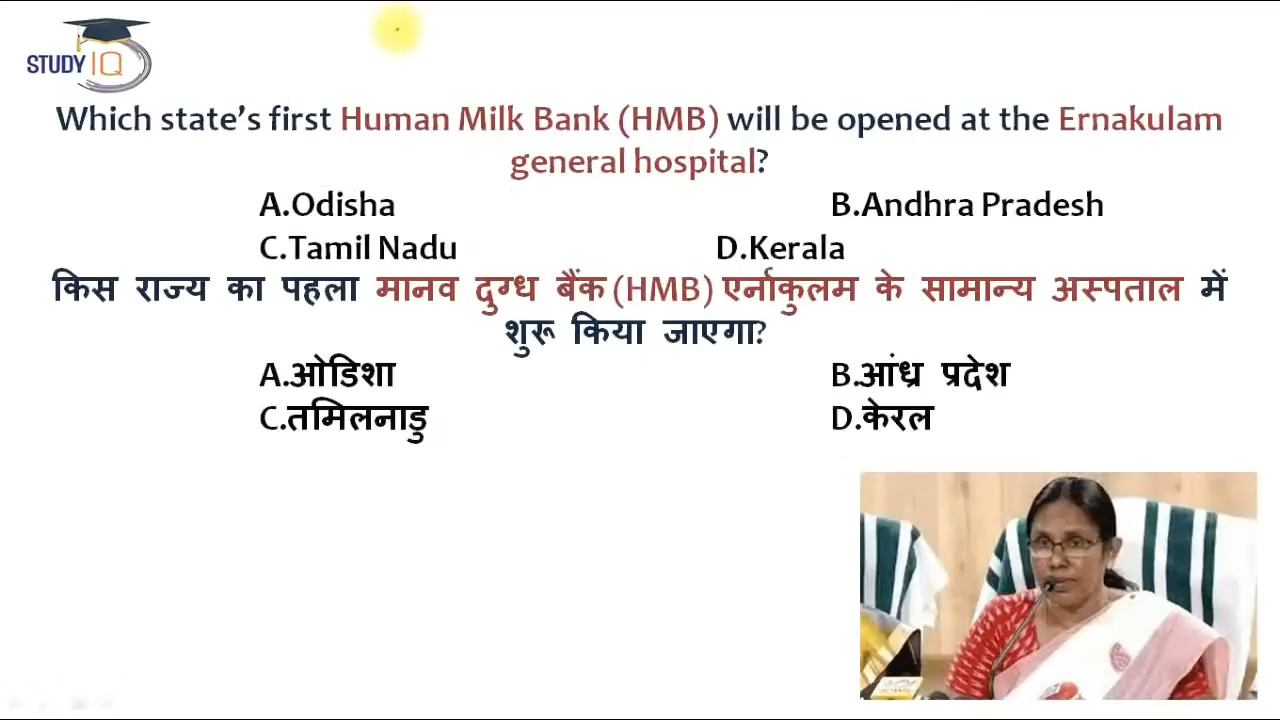 STUDY IQ
Which state's first Human Milk Bank (HMB) will be opened at the Ernakulam
general hospital?
A.Odisha B.Andhra Pradesh
C.Tamil Nadu D.Kerala
किस राज्य का पहला मानव दुग्ध बैंक (HMB) एर्नाकुलम के सामान्य अस्पताल में
शुरू किया जाएगा?
A.ओडिशा B.आंध्र प्रदेश
C.तमिलनाडु D.केरल